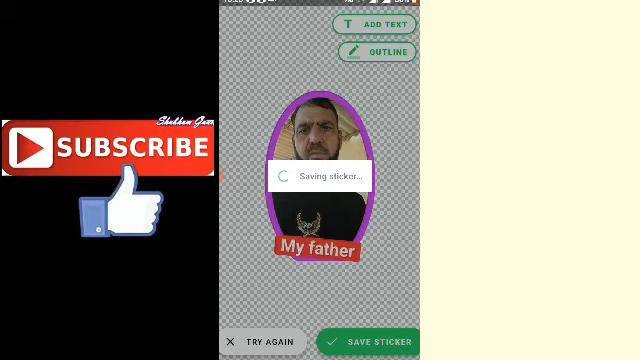 ADD TEXT
OUTLINE
SUBSCRIBE
Saving sticker...
My father
TRY AGAIN
SAVE STICKER